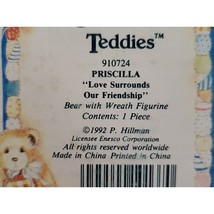 Teddies™
910724
PRISCILLA
"Love Surrounds
Our Friendship"
Bear with Wreath Figurine
Contents: 1 Piece
©1992 P. Hillman
Licensee Enesco Corporation
All rights reserved worldwide
Made in China Printed in China